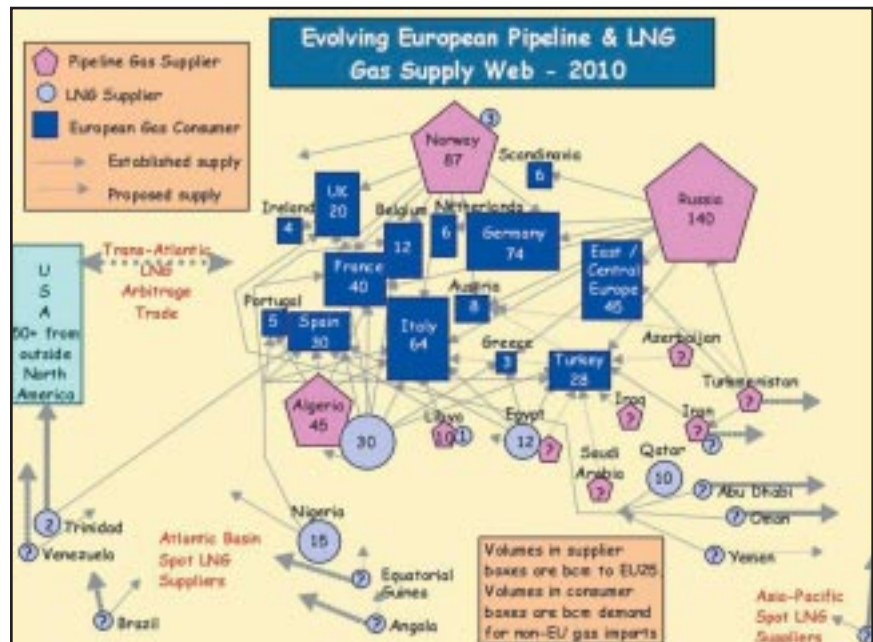 Evolving European Pipeline & LNG
Gas Supply Web - 2010
Pipeline Gas Supplier
LNG Supplier
European Gas Consumer
Established supply
Proposed supply
Norway
87
Scandinavia
6
Russia
140
UK
20
Ireland
4
Belgium
12
Netherlands
6
Germany
74
East /
Central
Europe
France
40
Austria
8
Portugal
5
Spain
30
Italy
64
Greece
3
Turkey
28
Azerbaijan
?
Turkmenistan
?
Iran
?
?
Iraq
?
Algeria
45
30
Libya
10
1
Egypt
12
?
Saudi
Arabia
?
Qatar
10
? Abu Dhabi
? Oman
? Yemen
U
S
A
50+ from
outside
North
America
Trans-Atlantic
LNG
Arbitrage
Trade
2 Trinidad
? Venezuela
? Brazil
Atlantic Basin
Spot LNG
Suppliers
Nigeria
15
? Equatorial
Guinea
? Angola
Volumes in supplier
boxes are bcm to EU25.
Volumes in consumer
boxes are bcm demand
for non-EU gas imports
Asia-Pacific
Spot LNG
Suppliers
?